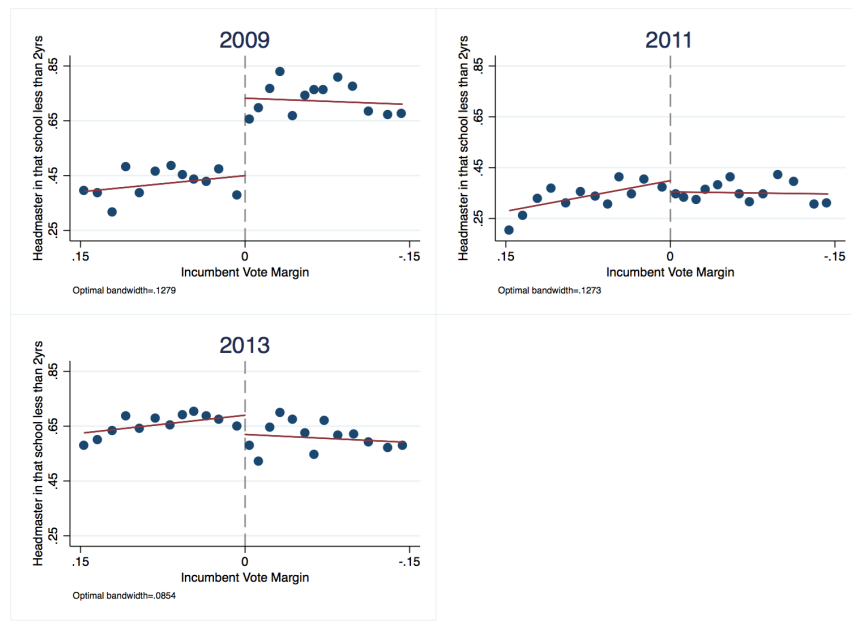 2009
Headmaster in that school less than 2yrs
.85
.65
.45
.25
.15
0
-.15
Incumbent Vote Margin
Optimal bandwidth=.1279
2011
Headmaster in that school less than 2yrs
.85
.65
.45
.25
.15
0
-.15
Incumbent Vote Margin
Optimal bandwidth=.1273
2013
Headmaster in that school less than 2yrs
.85
.65
.45
.25
.15
0
-.15
Incumbent Vote Margin
Optimal bandwidth=.0854